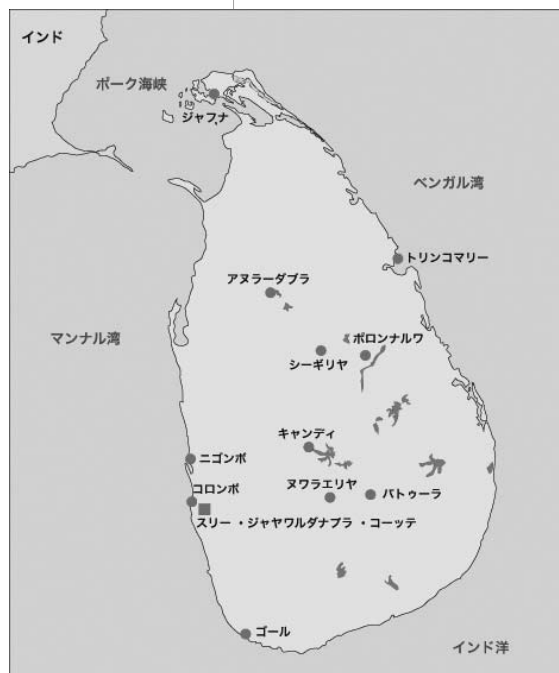 インド
ポーク海峡
ジャフナ
ベンガル湾
トリンコマリー
アヌラーダプラ
マンナル湾
ポロンナルワ
シーギリヤ
キャンディ
ニゴンボ
ヌワラエリヤ
コロンボ
バトゥーラ
スリー・ジャヤワルダナプラ・コーッテ
ゴール
インド洋